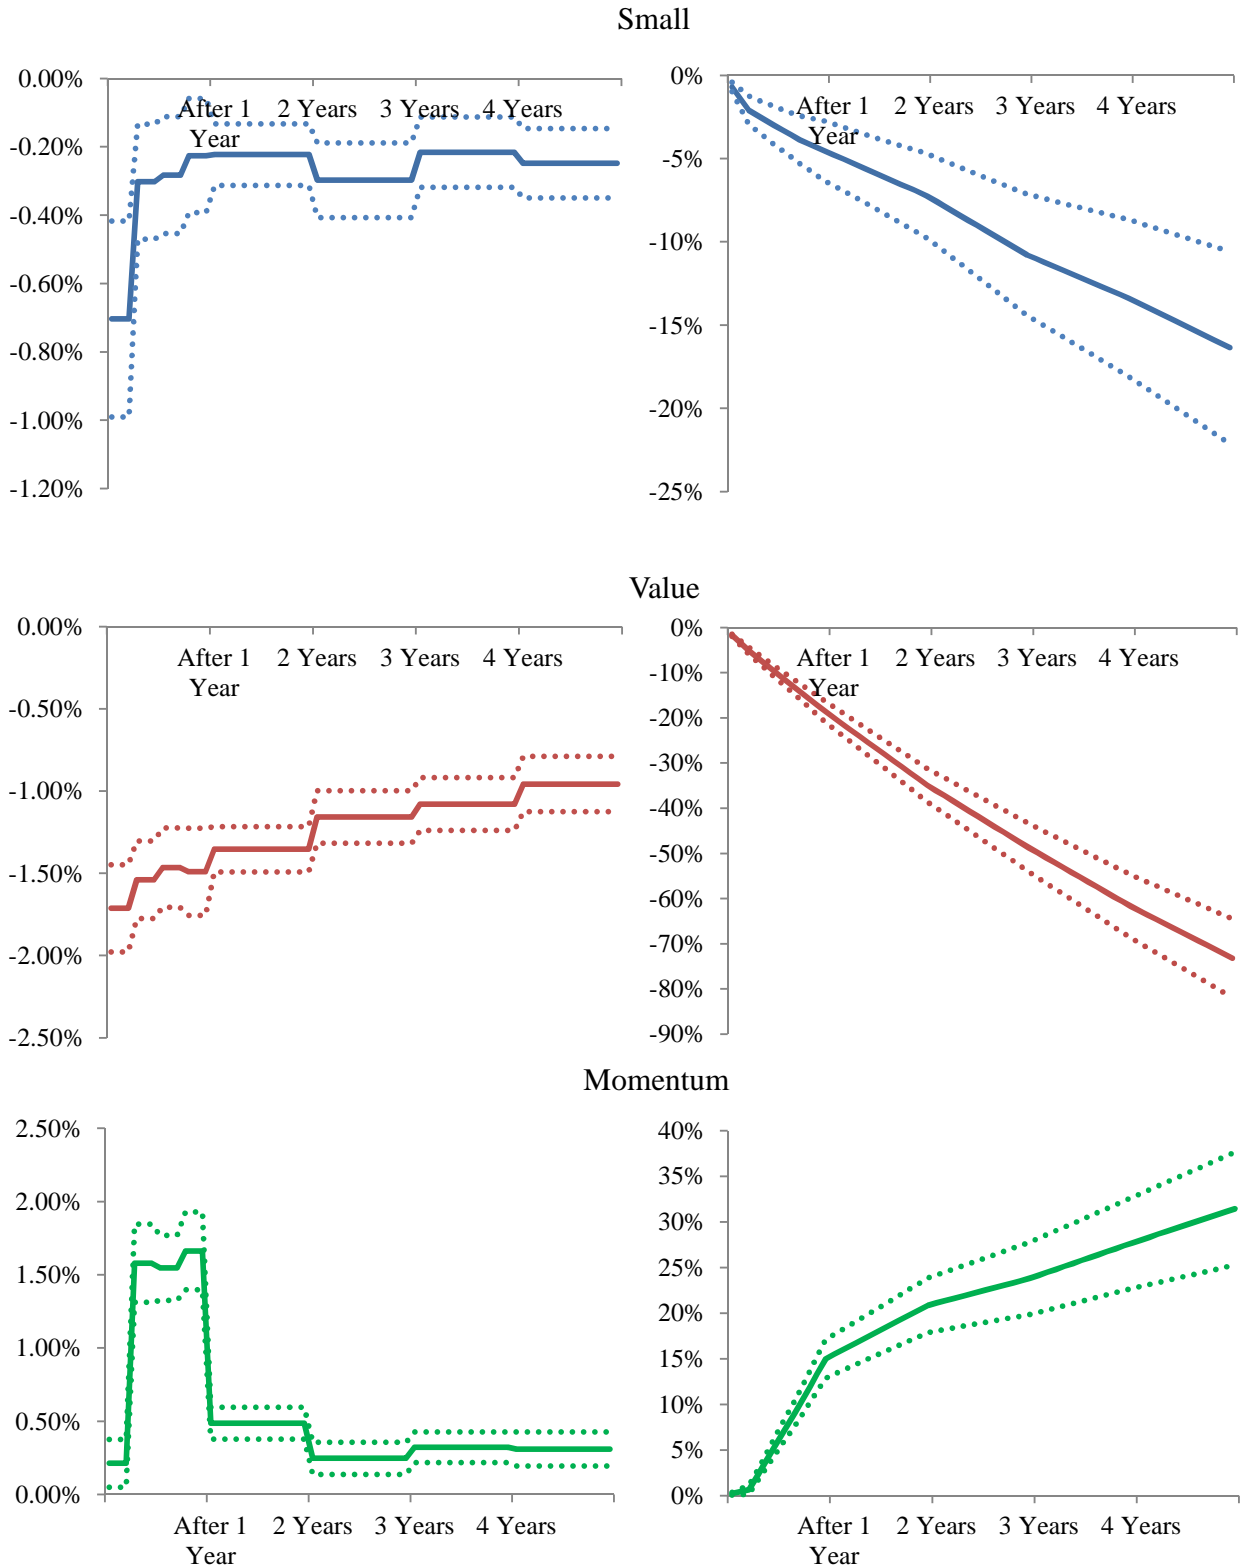 Small
0.00%
-0.20%
-0.40%
-0.60%
-0.80%
-1.00%
-1.20%
After 1
Year
2 Years
3 Years
4 Years
0%
-5%
-10%
-15%
-20%
-25%
After 1
Year
2 Years
3 Years
4 Years
Value
0.00%
-0.50%
-1.00%
-1.50%
-2.00%
-2.50%
After 1
Year
2 Years
3 Years
4 Years
0%
-10%
-20%
-30%
-40%
-50%
-60%
-70%
-80%
-90%
After 1
Year
2 Years
3 Years
4 Years
Momentum
2.50%
2.00%
1.50%
1.00%
0.50%
0.00%
After 1
Year
2 Years
3 Years
4 Years
40%
35%
30%
25%
20%
15%
10%
5%
0%
After 1
Year
2 Years
3 Years
4 Years